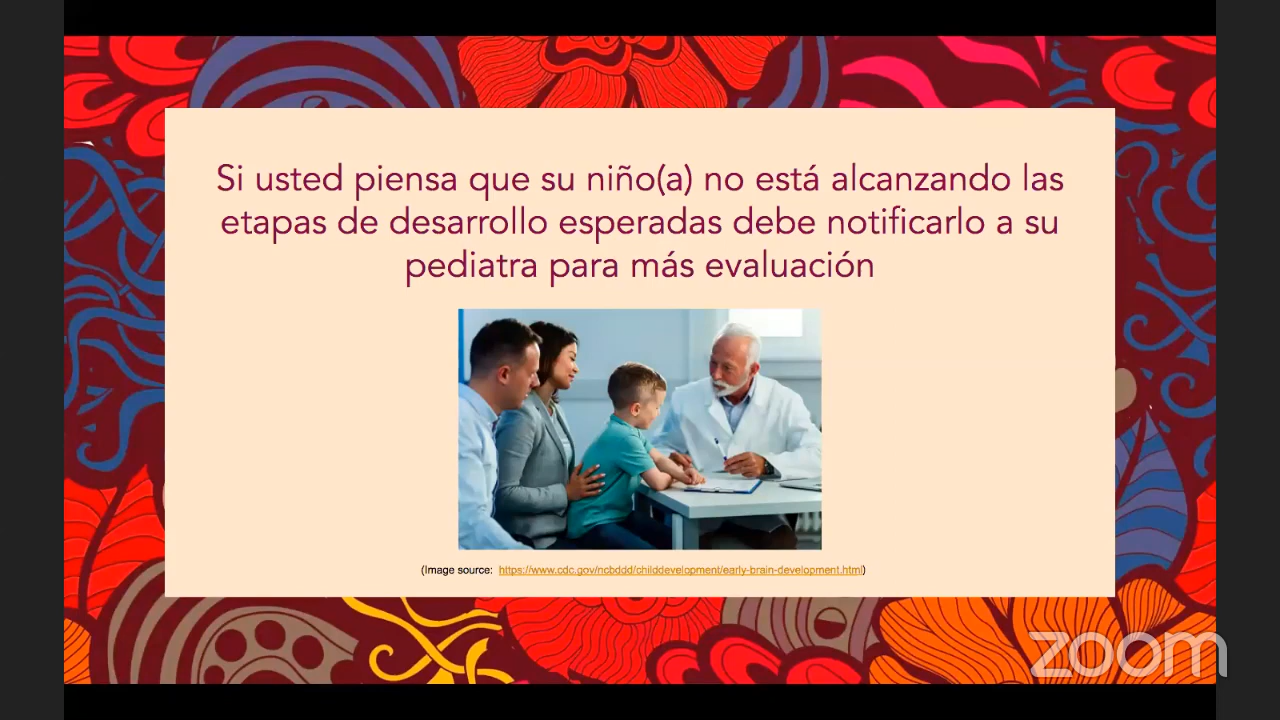 Si usted piensa que su niño(a) no está alcanzando las
etapas de desarrollo esperadas debe notificarlo a su
pediatra para más evaluación
(Image source: https://www.cdc.gov/ncbddd/childdevelopment/early-brain-development.html)
zoom